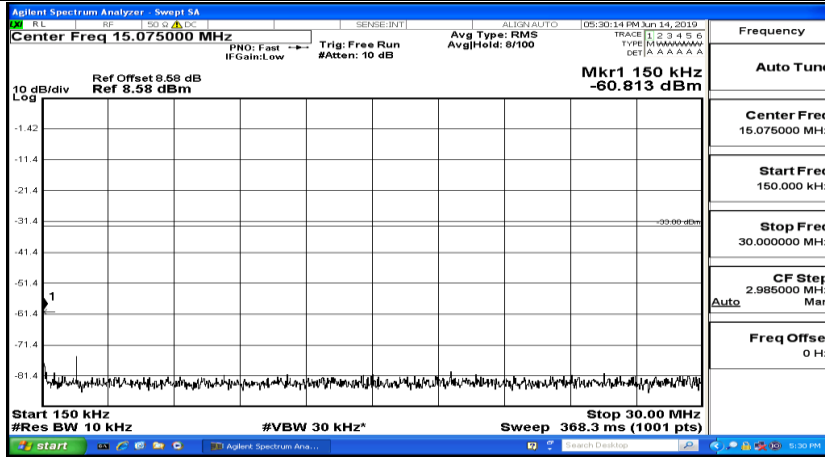 Agilent Spectrum Analyzer - Swept SA
LXI RL RF 50 Ω DC SENSE:INT ALIGN AUTO 05:30:14 PM Jun 14, 2019
Center Freq 15.075000 MHz
PNO: Fast
IFGain:Low
Trig: Free Run
#Atten: 10 dB
Avg Type: RMS
Avg|Hold: 8/100
TRACE 1 2 3 4 5 6
TYPE M WWWWW
DET A A A A A A
Ref Offset 8.58 dB
10 dB/div Ref 8.58 dBm
Log
Mkr1 150 kHz
-60.813 dBm
-1.42
-11.4
-21.4
-31.4
-33.00 dBm
-41.4
-51.4
1
-61.4
-71.4
-81.4
Start 150 kHz Stop 30.00 MHz
#Res BW 10 kHz #VBW 30 kHz* Sweep 368.3 ms (1001 pts)
Frequency
Auto Tune
Center Freq
15.075000 MHz
Start Freq
150.000 kHz
Stop Freq
30.000000 MHz
CF Step
2.985000 MHz
Auto Man
Freq Offset
0 Hz
start Agilent Spectrum Ana... Search Desktop 5:30 PM